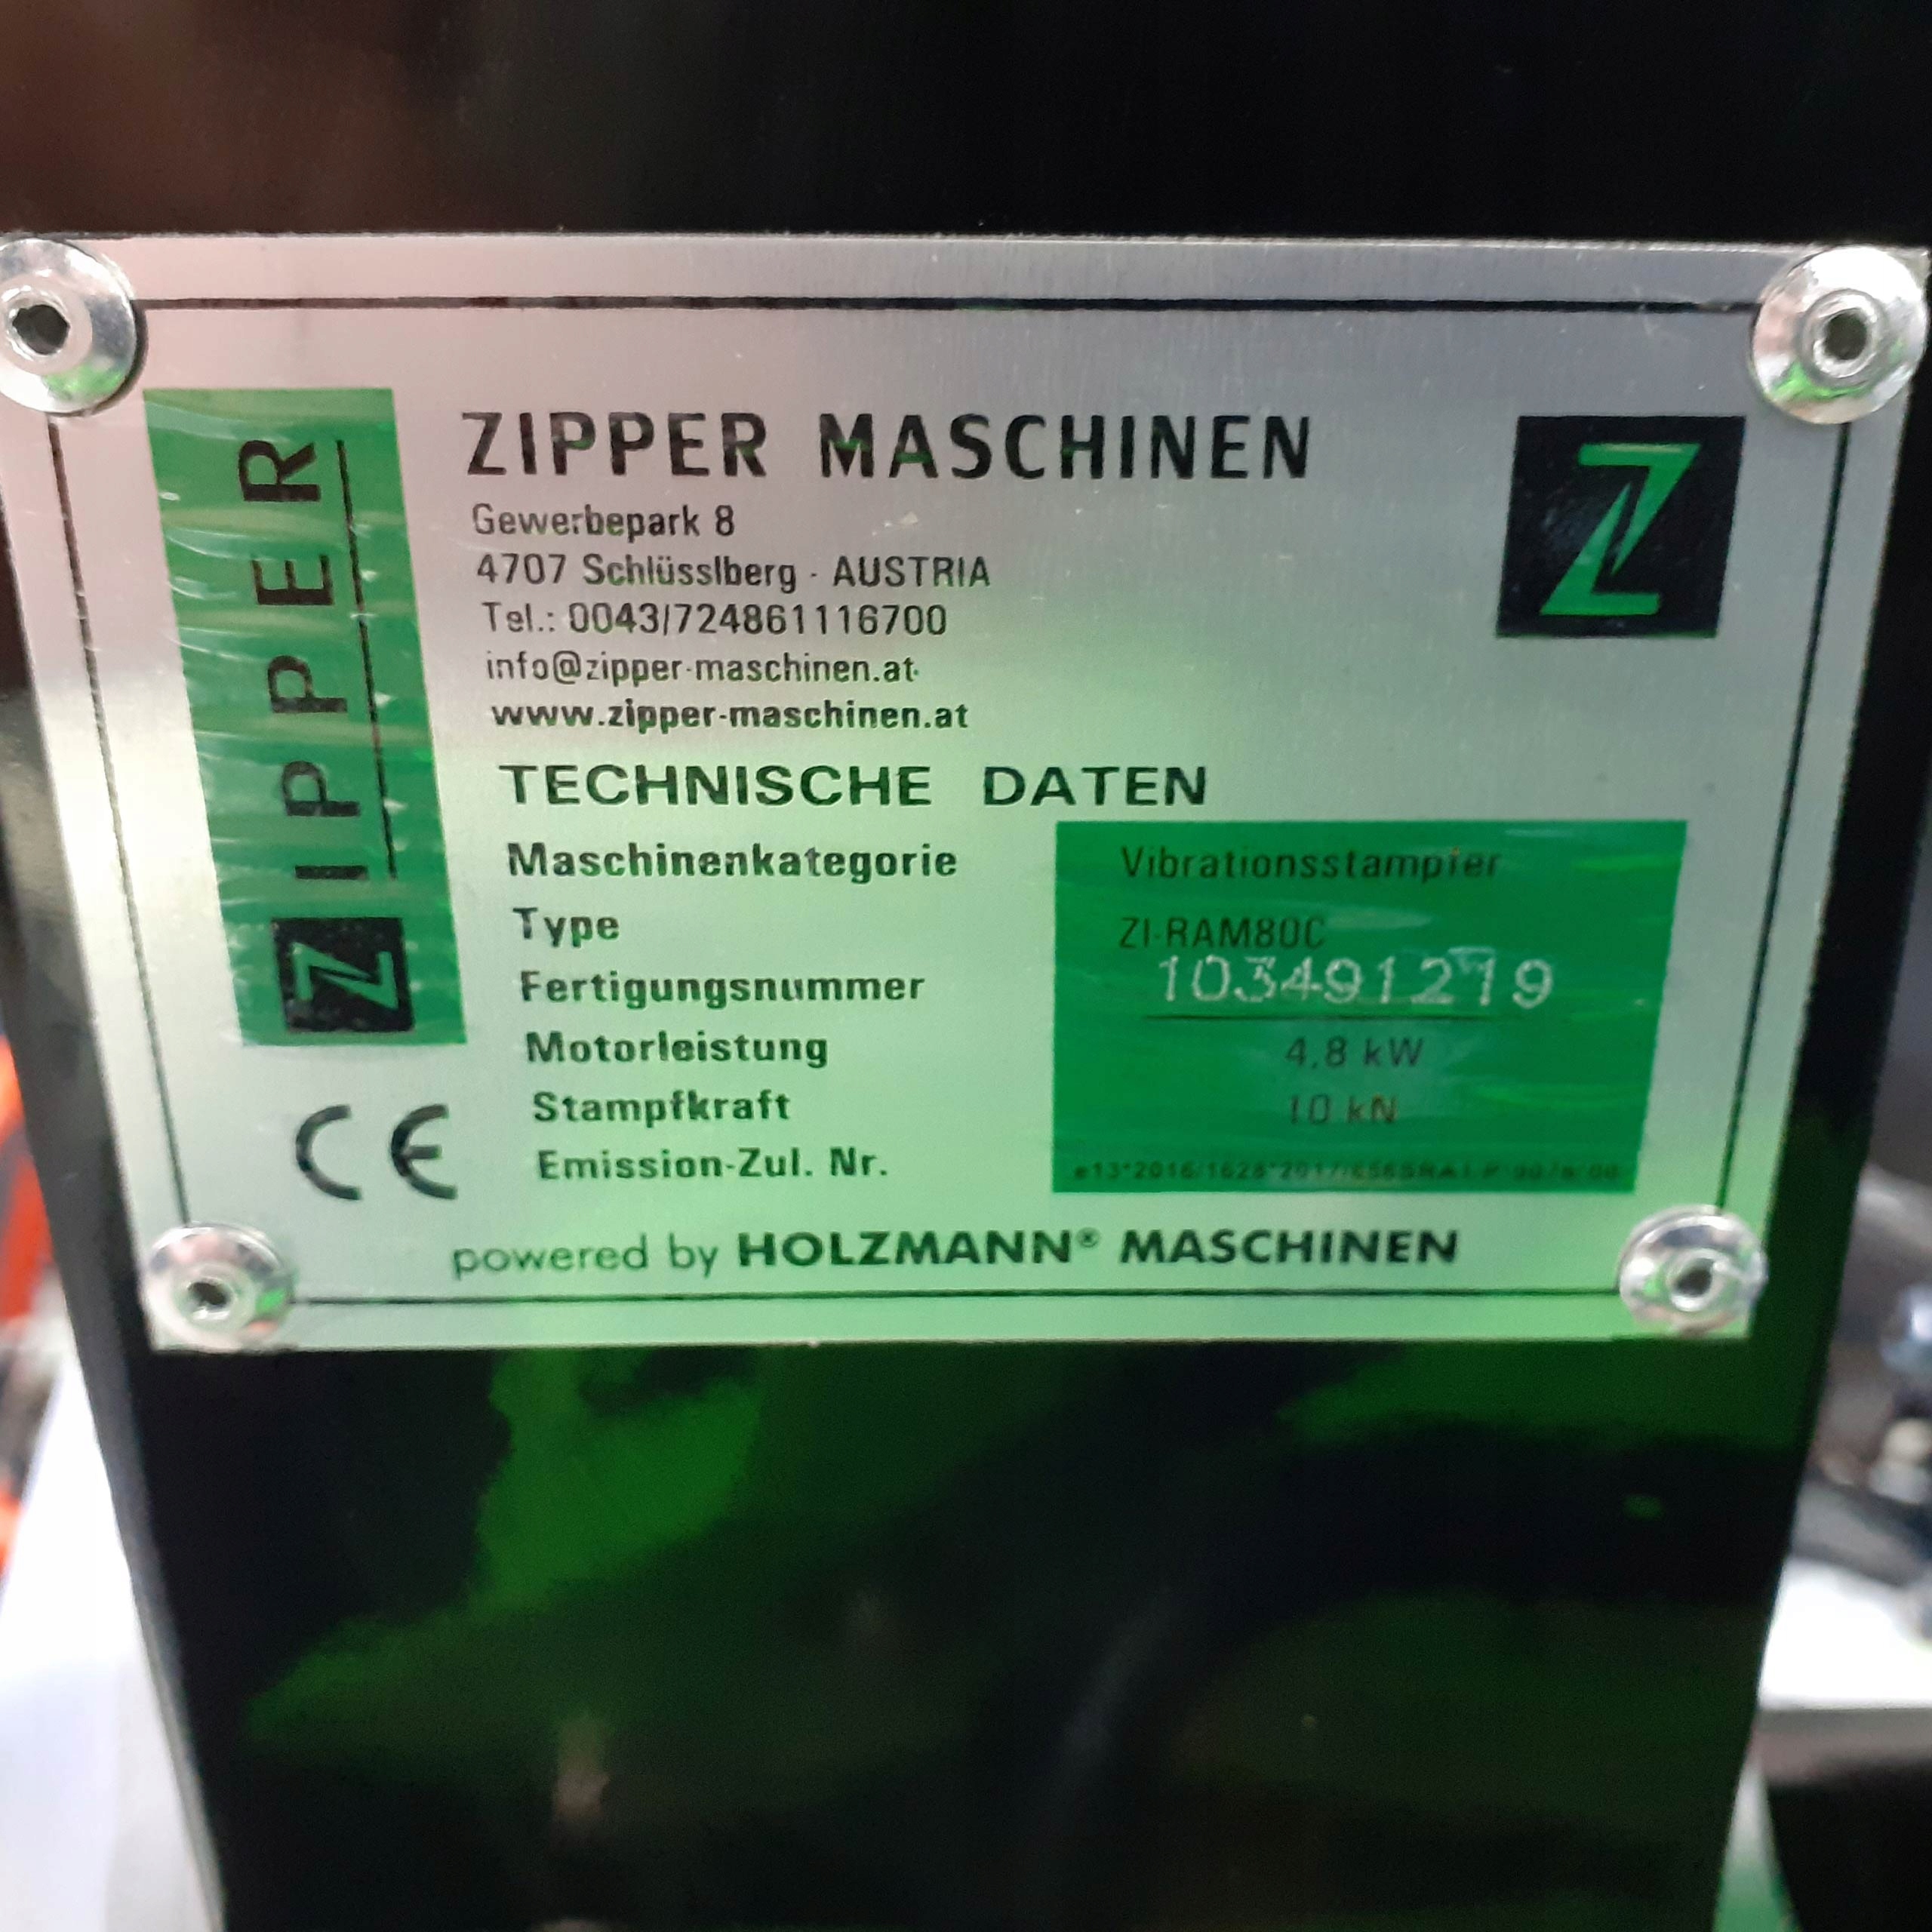 ZIPPER
ZIPPER MASCHINEN
Gewerbepark 8
4707 Schlüsslberg - AUSTRIA
Tel.: 0043/724861116700
info@zipper-maschinen.at
www.zipper-maschinen.at
TECHNISCHE DATEN
Maschinenkategorie Vibrationsstampfer
Type ZI-RAM80C
Fertigungsnummer 103491219
Motorleistung 4,8 kW
Stampfkraft 10 kN
Emission-Zul. Nr.
CE
powered by HOLZMANN® MASCHINEN